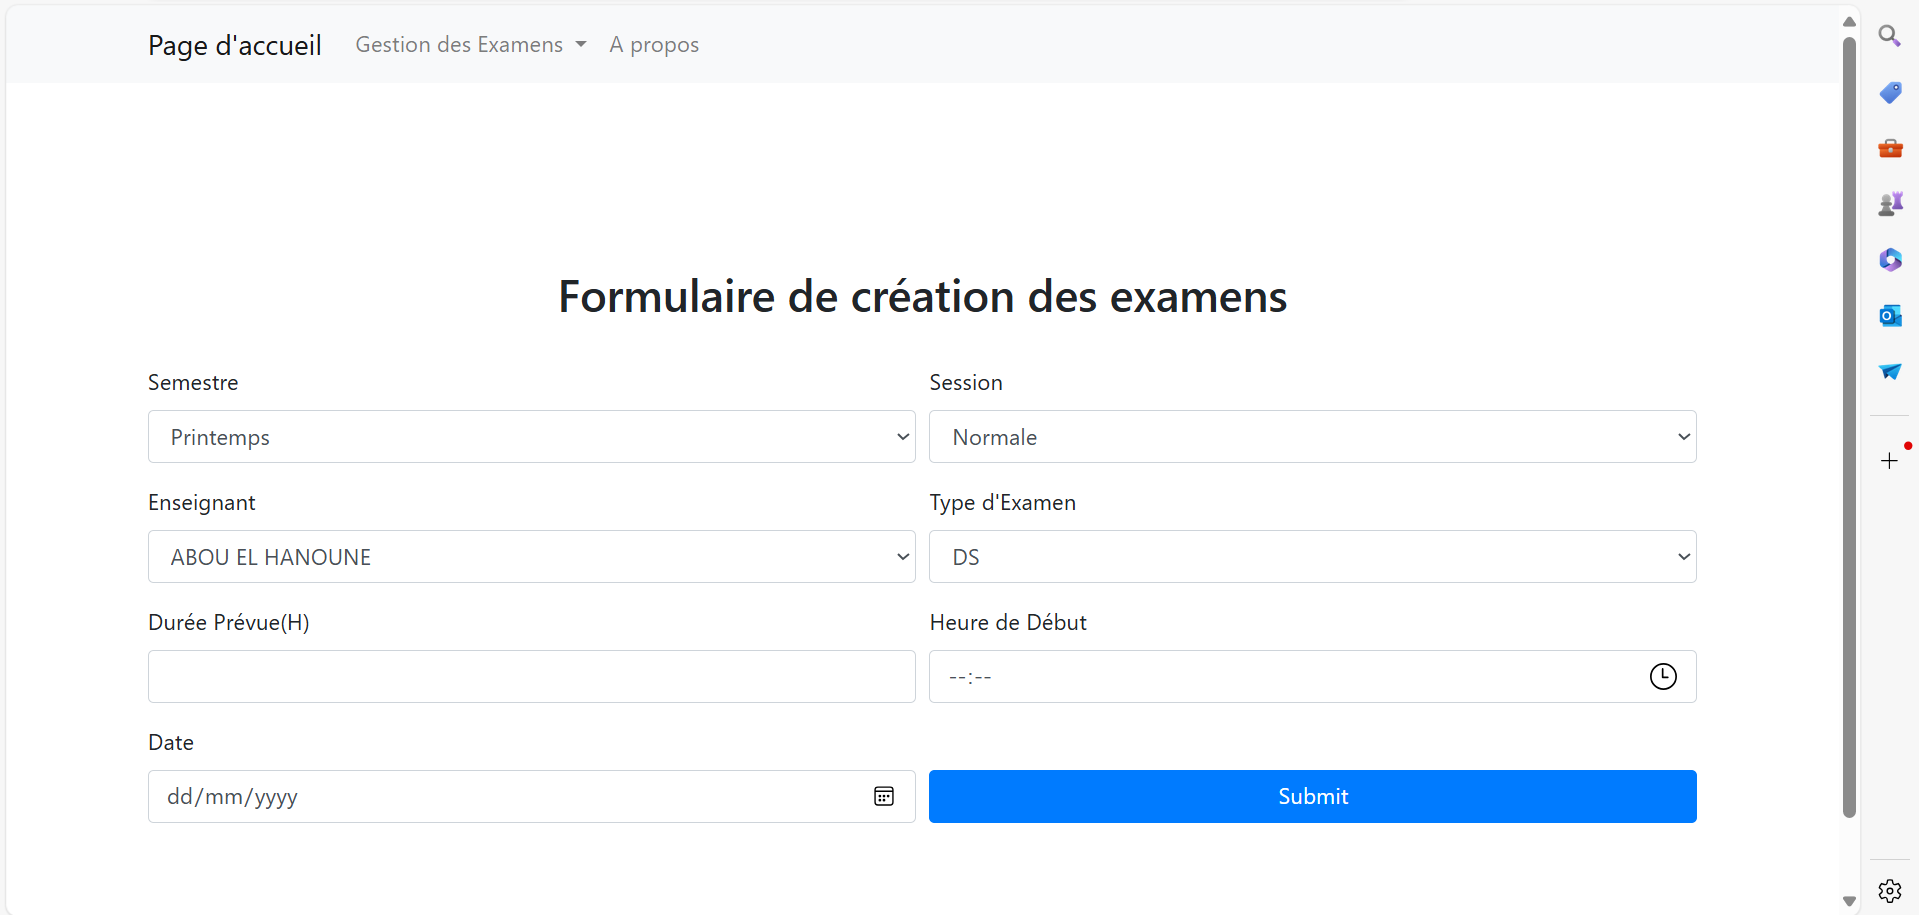 Page d'accueil Gestion des Examens A propos
Formulaire de création des examens
Semestre Session
Printemps Normale
Enseignant Type d'Examen
ABOU EL HANOUNE DS
Durée Prévue(H) Heure de Début
--:--
Date
dd/mm/yyyy Submit